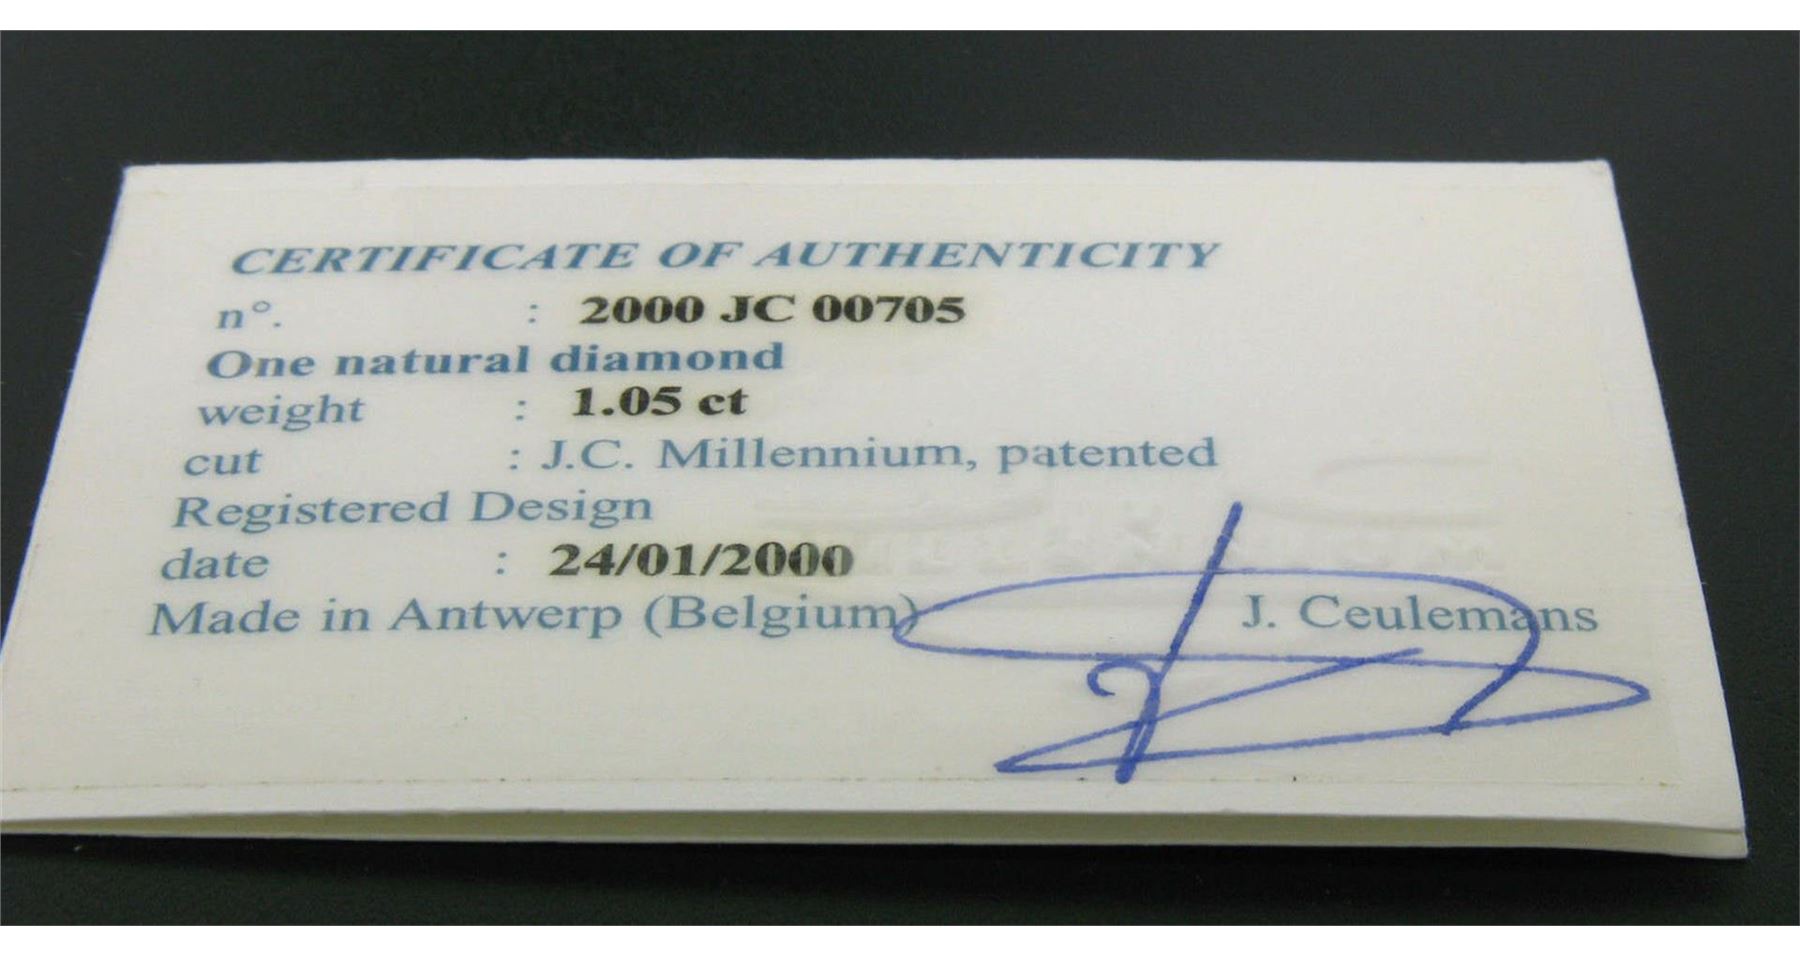 CERTIFICATE OF AUTHENTICITY
n°. : 2000 JC 00705
One natural diamond
weight : 1.05 ct
cut : J.C. Millennium, patented
Registered Design
date : 24/01/2000
Made in Antwerp (Belgium) J. Ceulemans